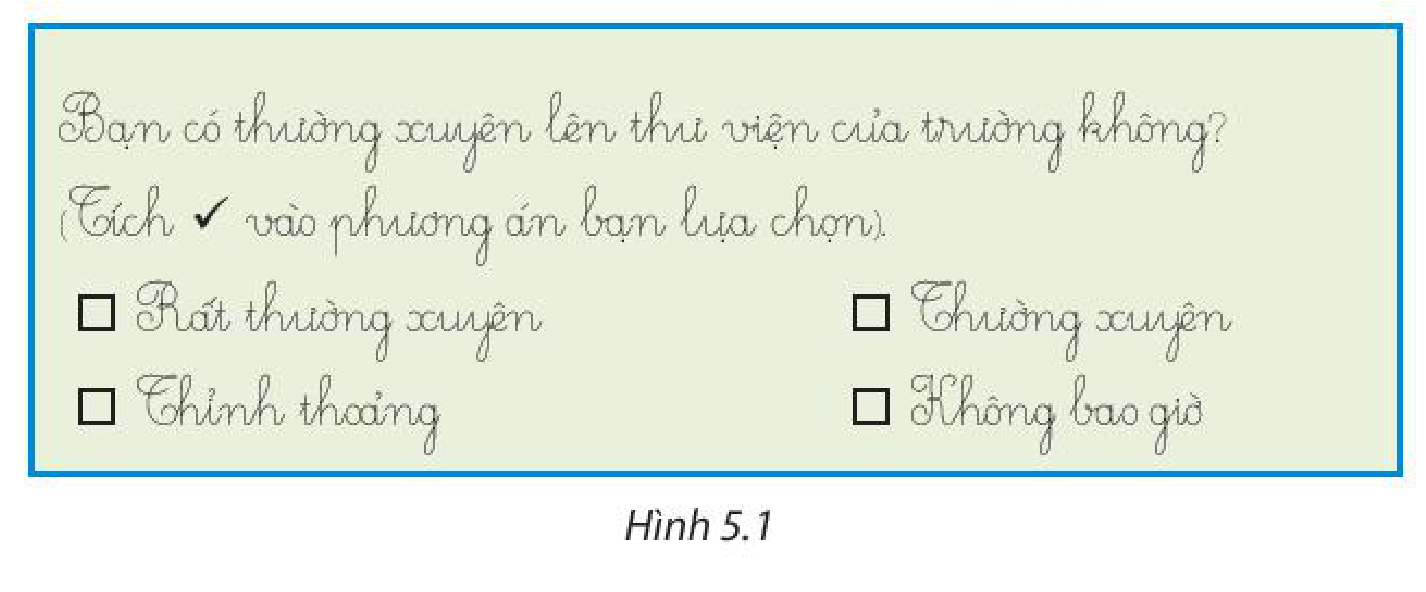 Bạn có thường xuyên lên thư viện của trường không?
(Tích ✓ vào phương án bạn lựa chọn).
☐ Rất thường xuyên ☐ Thường xuyên
☐ Thỉnh thoảng ☐ Không bao giờ
Hình 5.1